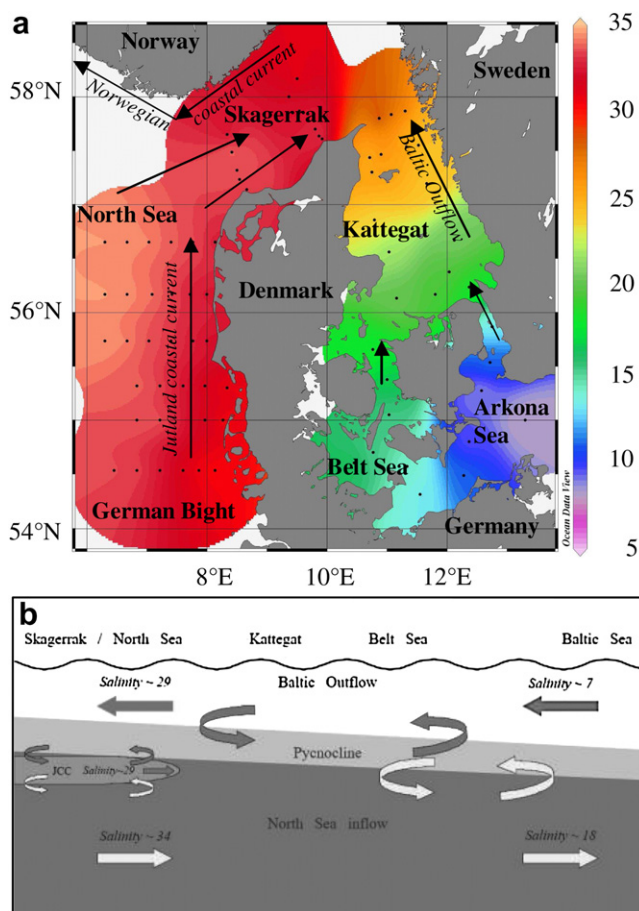 a
Norway
Sweden
Norwegian
coastal current
Skagerrak
Baltic Outflow
North Sea
Kattegat
Jutland coastal current
Denmark
Arkona
Sea
Belt Sea
German Bight
Germany
58°N
56°N
54°N
8°E
10°E
12°E
35
30
25
20
15
10
5
Ocean Data View
b
Skagerrak / North Sea
Kattegat
Belt Sea
Baltic Sea
Salinity ~ 29
Baltic Outflow
Salinity ~ 7
Pycnocline
JCC
Salinity~29
North Sea inflow
Salinity ~ 34
Salinity ~ 18